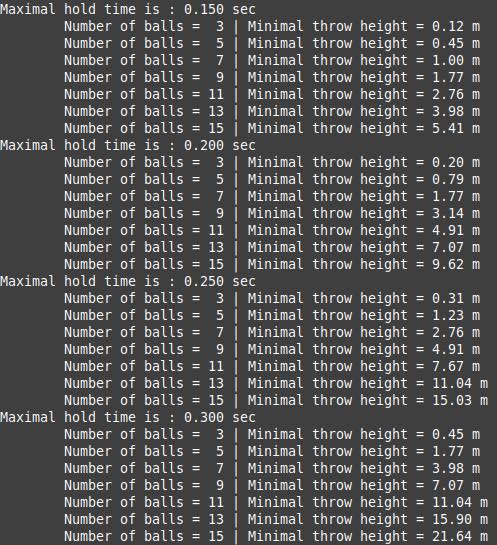 Maximal hold time is : 0.150 sec
        Number of balls =  3 | Minimal throw height = 0.12 m
        Number of balls =  5 | Minimal throw height = 0.45 m
        Number of balls =  7 | Minimal throw height = 1.00 m
        Number of balls =  9 | Minimal throw height = 1.77 m
        Number of balls = 11 | Minimal throw height = 2.76 m
        Number of balls = 13 | Minimal throw height = 3.98 m
        Number of balls = 15 | Minimal throw height = 5.41 m
Maximal hold time is : 0.200 sec
        Number of balls =  3 | Minimal throw height = 0.20 m
        Number of balls =  5 | Minimal throw height = 0.79 m
        Number of balls =  7 | Minimal throw height = 1.77 m
        Number of balls =  9 | Minimal throw height = 3.14 m
        Number of balls = 11 | Minimal throw height = 4.91 m
        Number of balls = 13 | Minimal throw height = 7.07 m
        Number of balls = 15 | Minimal throw height = 9.62 m
Maximal hold time is : 0.250 sec
        Number of balls =  3 | Minimal throw height = 0.31 m
        Number of balls =  5 | Minimal throw height = 1.23 m
        Number of balls =  7 | Minimal throw height = 2.76 m
        Number of balls =  9 | Minimal throw height = 4.91 m
        Number of balls = 11 | Minimal throw height = 7.67 m
        Number of balls = 13 | Minimal throw height = 11.04 m
        Number of balls = 15 | Minimal throw height = 15.03 m
Maximal hold time is : 0.300 sec
        Number of balls =  3 | Minimal throw height = 0.45 m
        Number of balls =  5 | Minimal throw height = 1.77 m
        Number of balls =  7 | Minimal throw height = 3.98 m
        Number of balls =  9 | Minimal throw height = 7.07 m
        Number of balls = 11 | Minimal throw height = 11.04 m
        Number of balls = 13 | Minimal throw height = 15.90 m
        Number of balls = 15 | Minimal throw height = 21.64 m